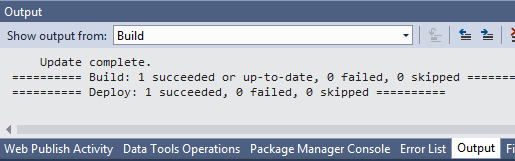 Output
Show output from: Build
Update complete.
========== Build: 1 succeeded or up-to-date, 0 failed, 0 skipped =======
========== Deploy: 1 succeeded, 0 failed, 0 skipped ==========
Web Publish Activity Data Tools Operations Package Manager Console Error List Output Fi